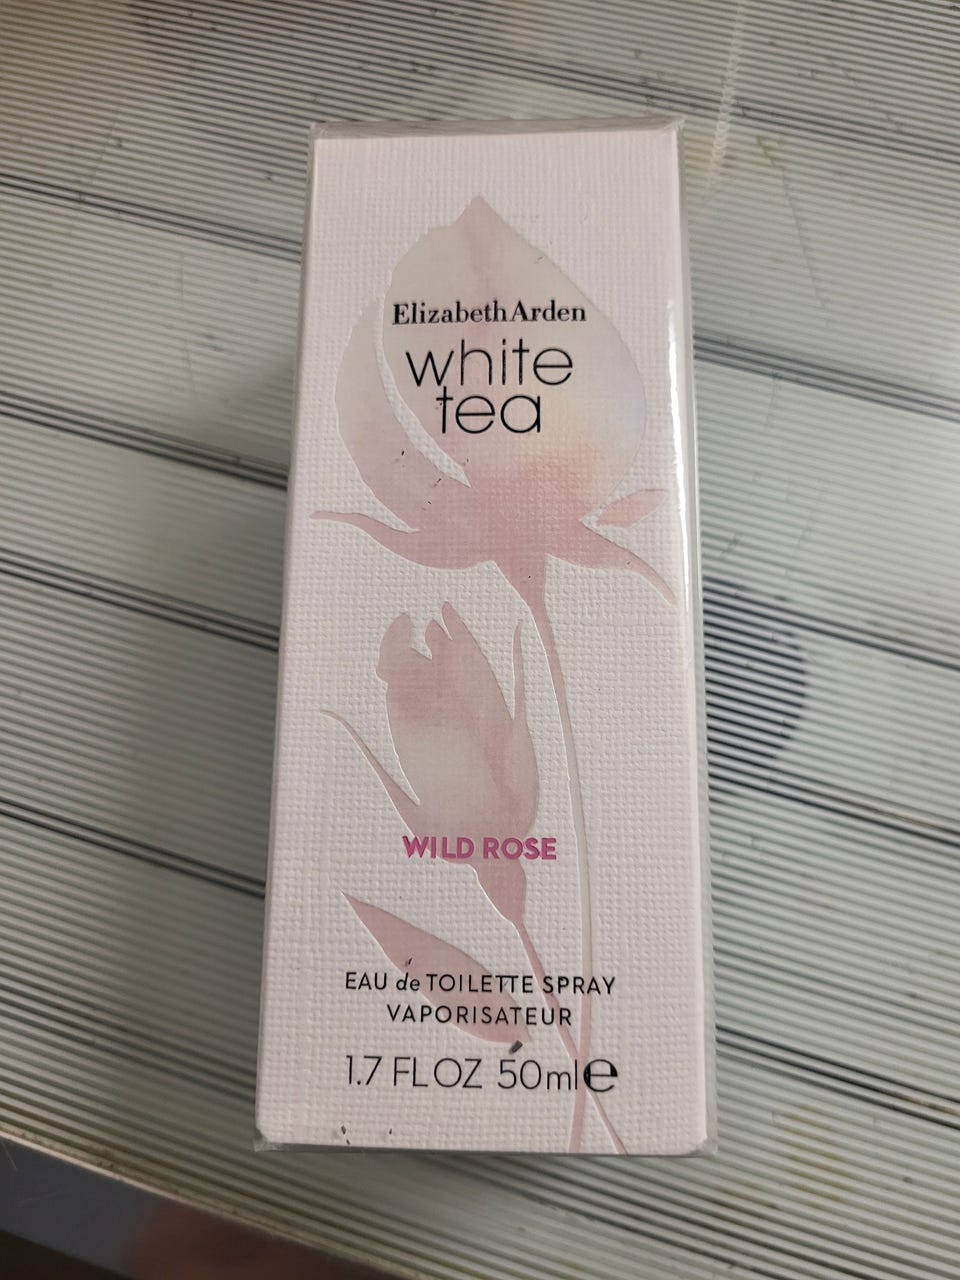 Elizabeth Arden
white
tea
WILD ROSE
EAU de TOILETTE SPRAY
VAPORISATEUR
1.7 FL OZ 50ml℮